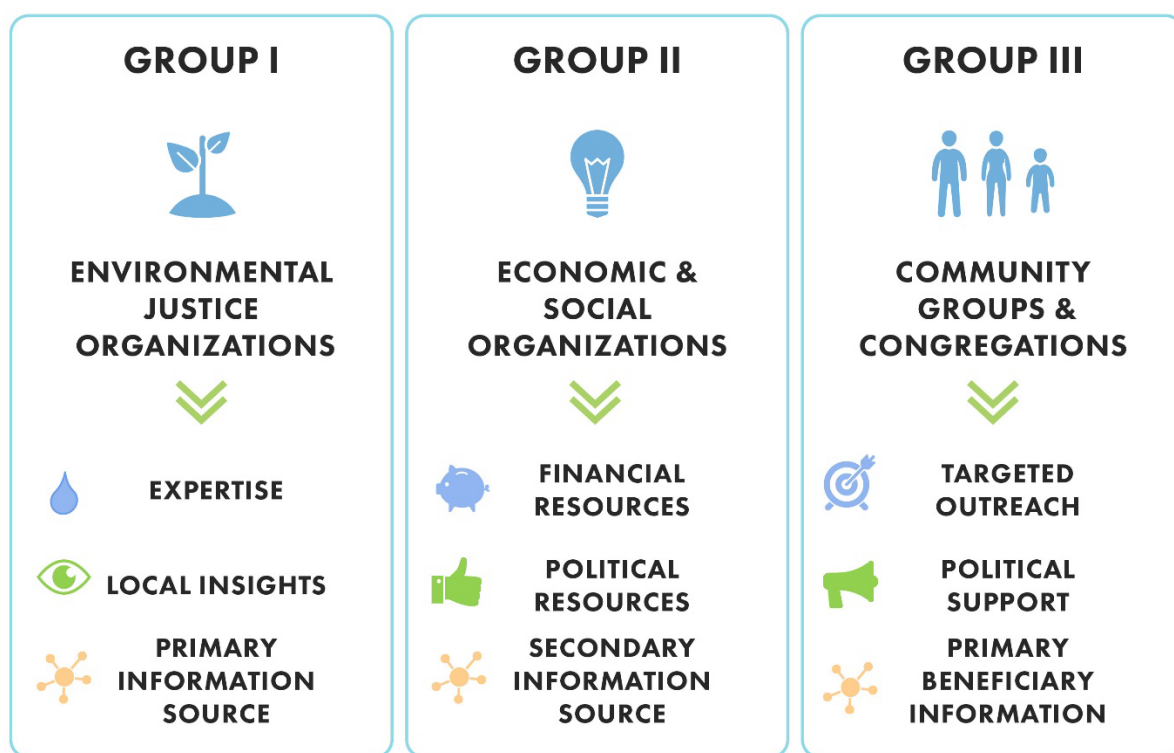 GROUP I
ENVIRONMENTAL
JUSTICE
ORGANIZATIONS
EXPERTISE
LOCAL INSIGHTS
PRIMARY
INFORMATION
SOURCE
GROUP II
ECONOMIC &
SOCIAL
ORGANIZATIONS
FINANCIAL
RESOURCES
POLITICAL
RESOURCES
SECONDARY
INFORMATION
SOURCE
GROUP III
COMMUNITY
GROUPS &
CONGREGATIONS
TARGETED
OUTREACH
POLITICAL
SUPPORT
PRIMARY
BENEFICIARY
INFORMATION